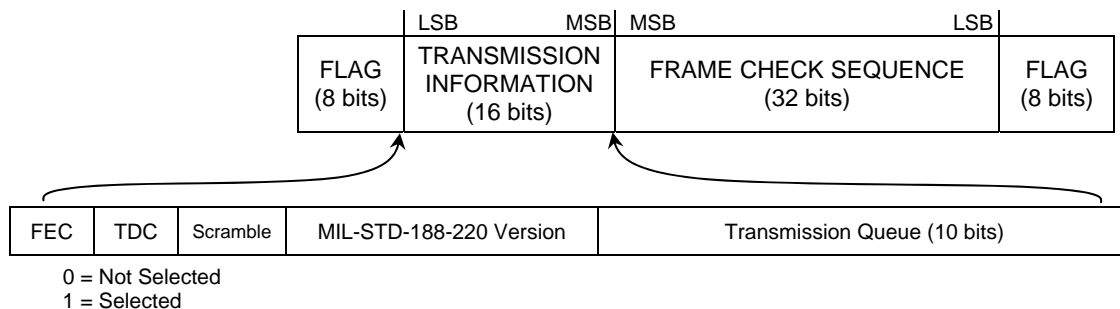 LSB MSB MSB LSB
FLAG
(8 bits)
TRANSMISSION
INFORMATION
(16 bits)
FRAME CHECK SEQUENCE
(32 bits)
FLAG
(8 bits)
FEC TDC Scramble MIL-STD-188-220 Version Transmission Queue (10 bits)
0 = Not Selected
1 = Selected